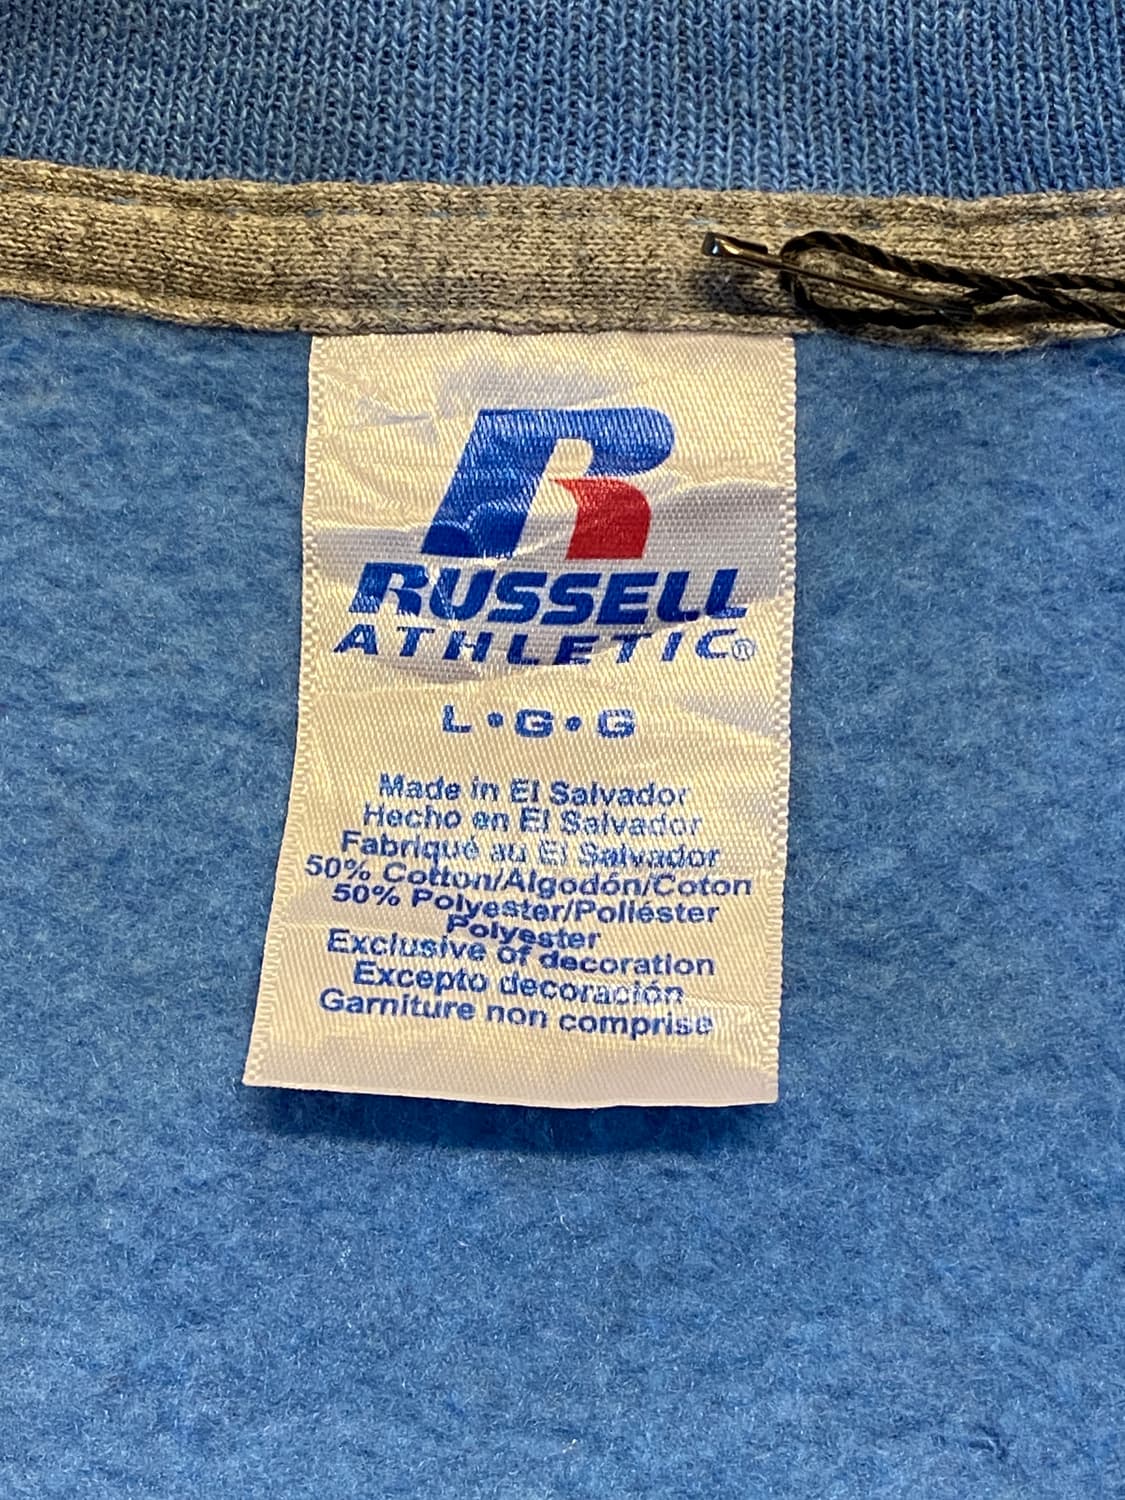 R
RUSSELL
ATHLETIC®
L•G•G
Made in El Salvador
Hecho en El Salvador
Fabriqué au El Salvador
50% Cotton/Algodón/Coton
50% Polyester/Poliéster
Polyester
Exclusive of decoration
Excepto decoración
Garniture non comprise